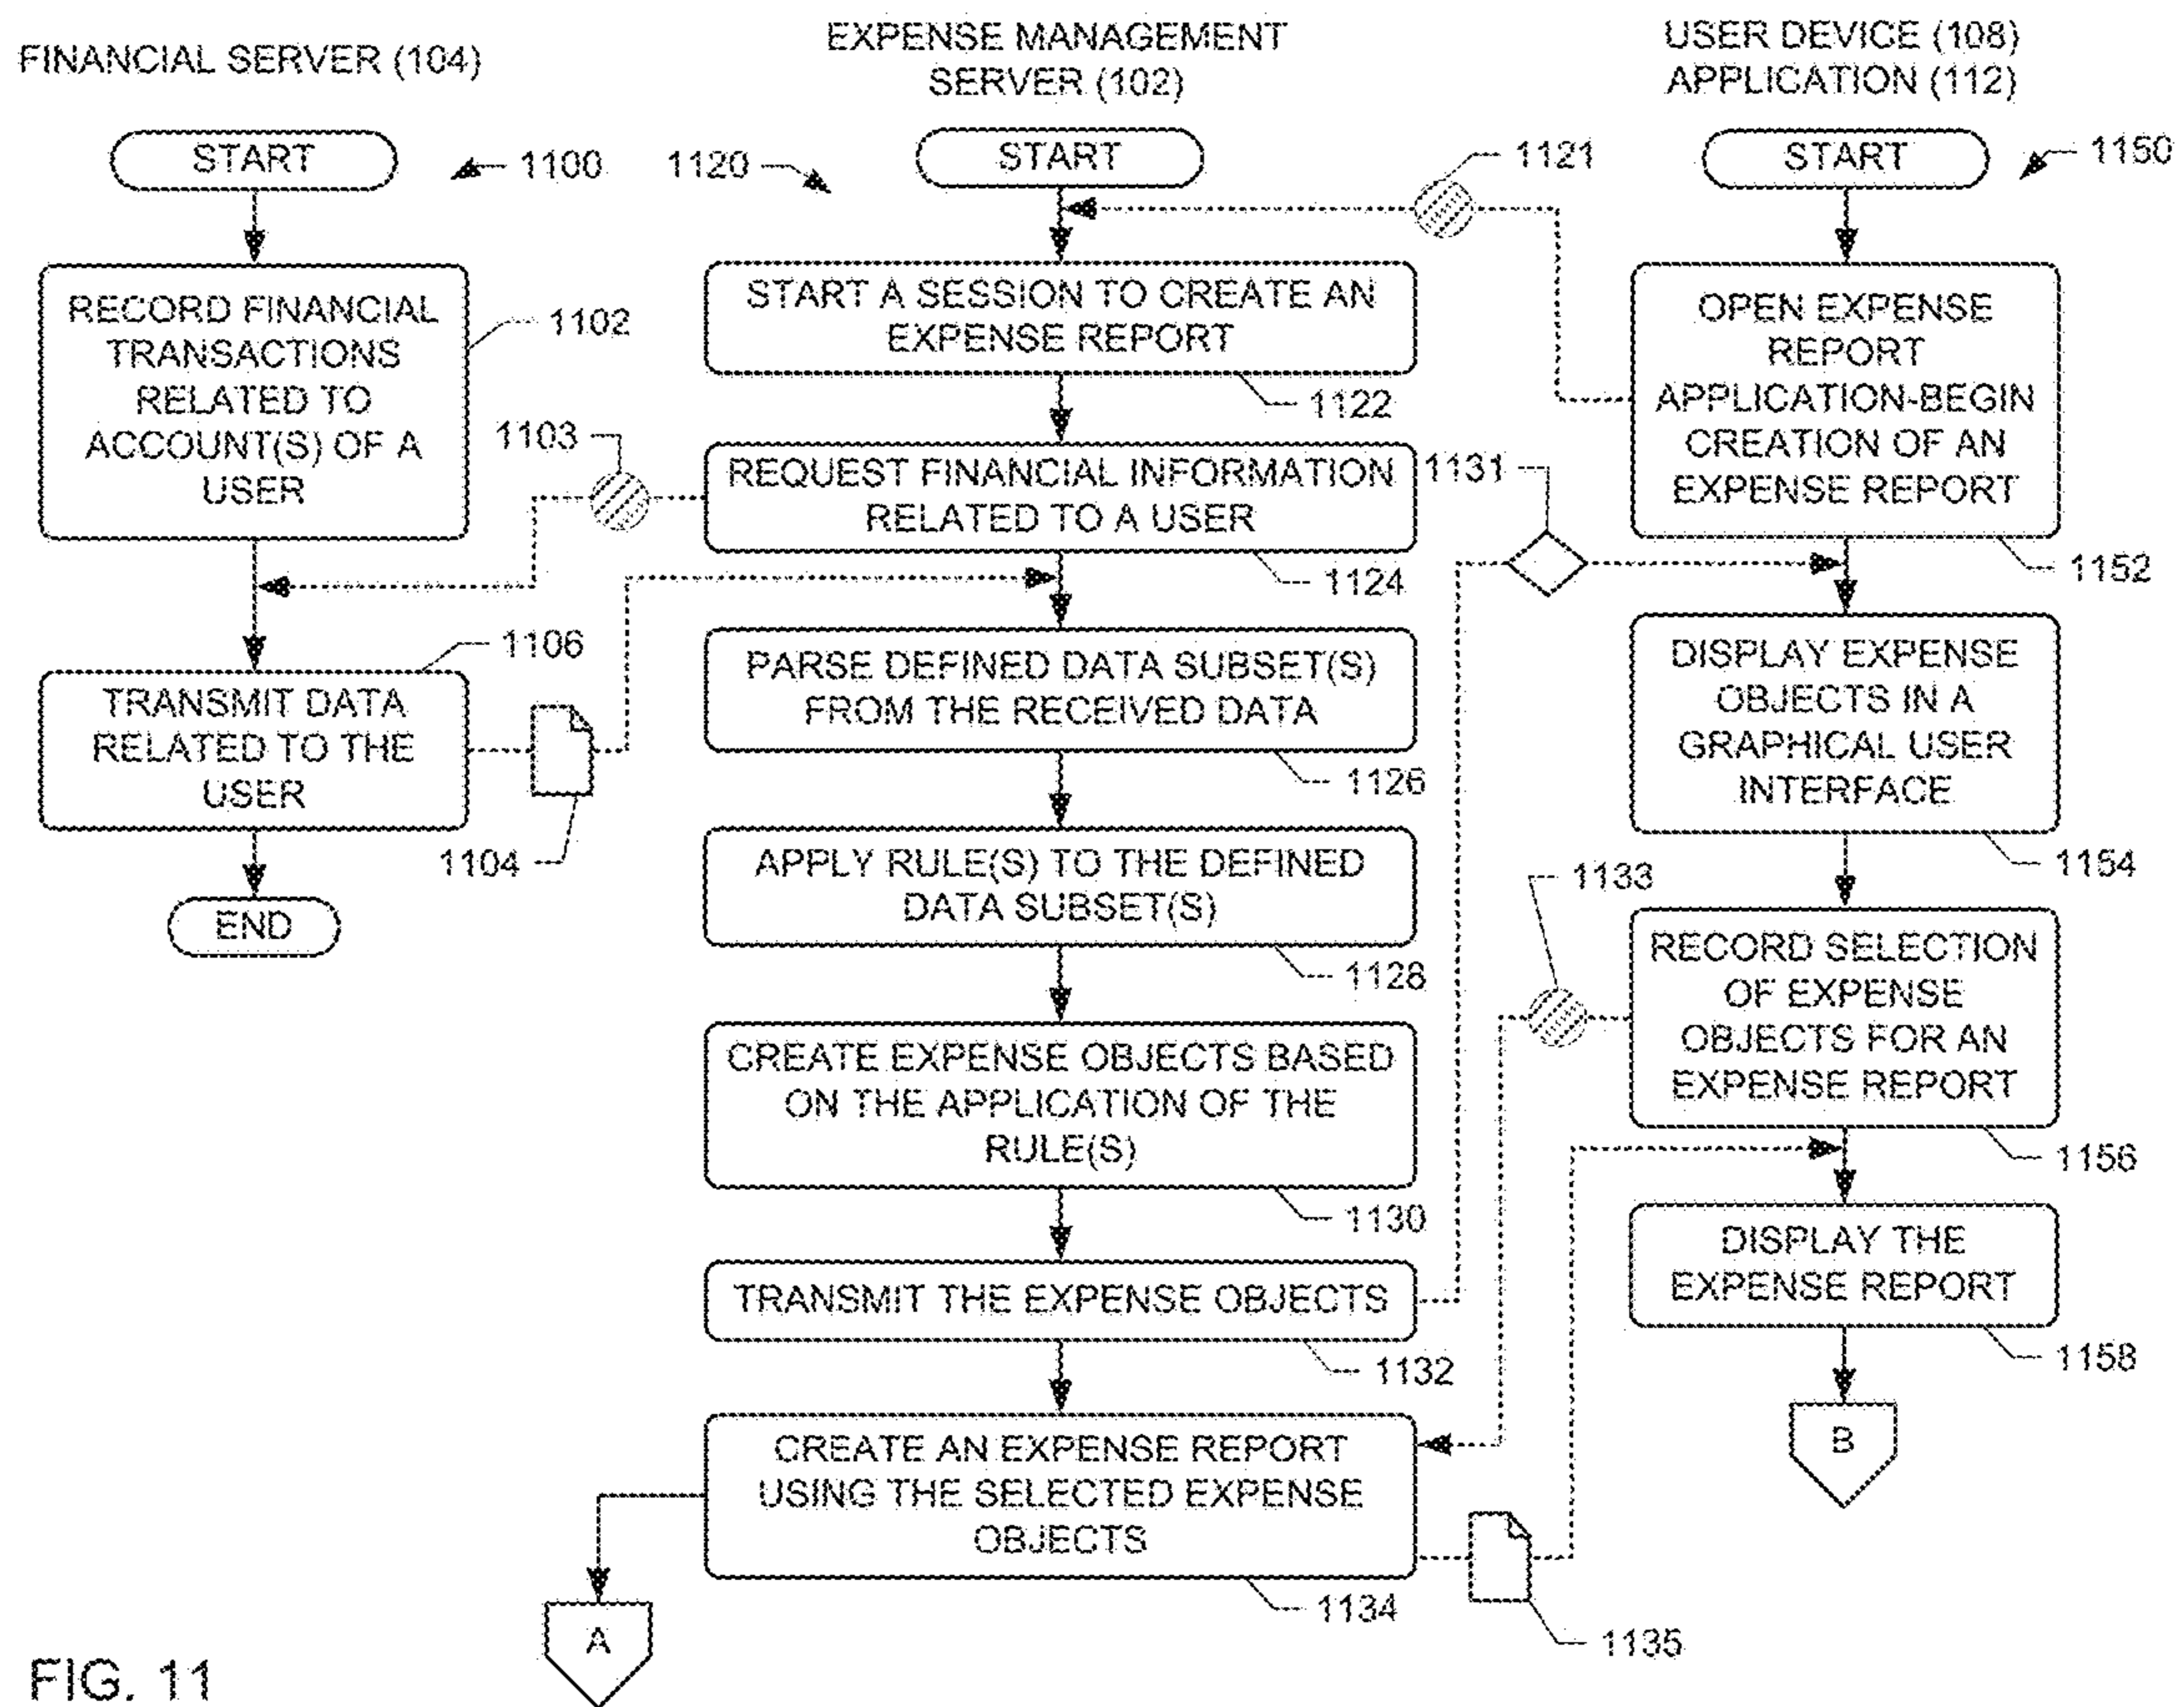 FINANCIAL SERVER (104)
EXPENSE MANAGEMENT
SERVER (102)
USER DEVICE (108)
APPLICATION (112)
START
1100
1120
START
1121
START
1150
RECORD FINANCIAL
TRANSACTIONS
RELATED TO
ACCOUNT(S) OF A
USER
1102
START A SESSION TO CREATE AN
EXPENSE REPORT
1122
OPEN EXPENSE
REPORT
APPLICATION-BEGIN
CREATION OF AN
EXPENSE REPORT
1152
1103
REQUEST FINANCIAL INFORMATION
RELATED TO A USER
1124
1131
1106
TRANSMIT DATA
RELATED TO THE
USER
1104
END
PARSE DEFINED DATA SUBSET(S)
FROM THE RECEIVED DATA
1126
DISPLAY EXPENSE
OBJECTS IN A
GRAPHICAL USER
INTERFACE
1154
APPLY RULE(S) TO THE DEFINED
DATA SUBSET(S)
1128
1133
RECORD SELECTION
OF EXPENSE
OBJECTS FOR AN
EXPENSE REPORT
1156
CREATE EXPENSE OBJECTS BASED
ON THE APPLICATION OF THE
RULE(S)
1130
TRANSMIT THE EXPENSE OBJECTS
1132
DISPLAY THE
EXPENSE REPORT
1158
CREATE AN EXPENSE REPORT
USING THE SELECTED EXPENSE
OBJECTS
1134
1135
A
B
FIG. 11